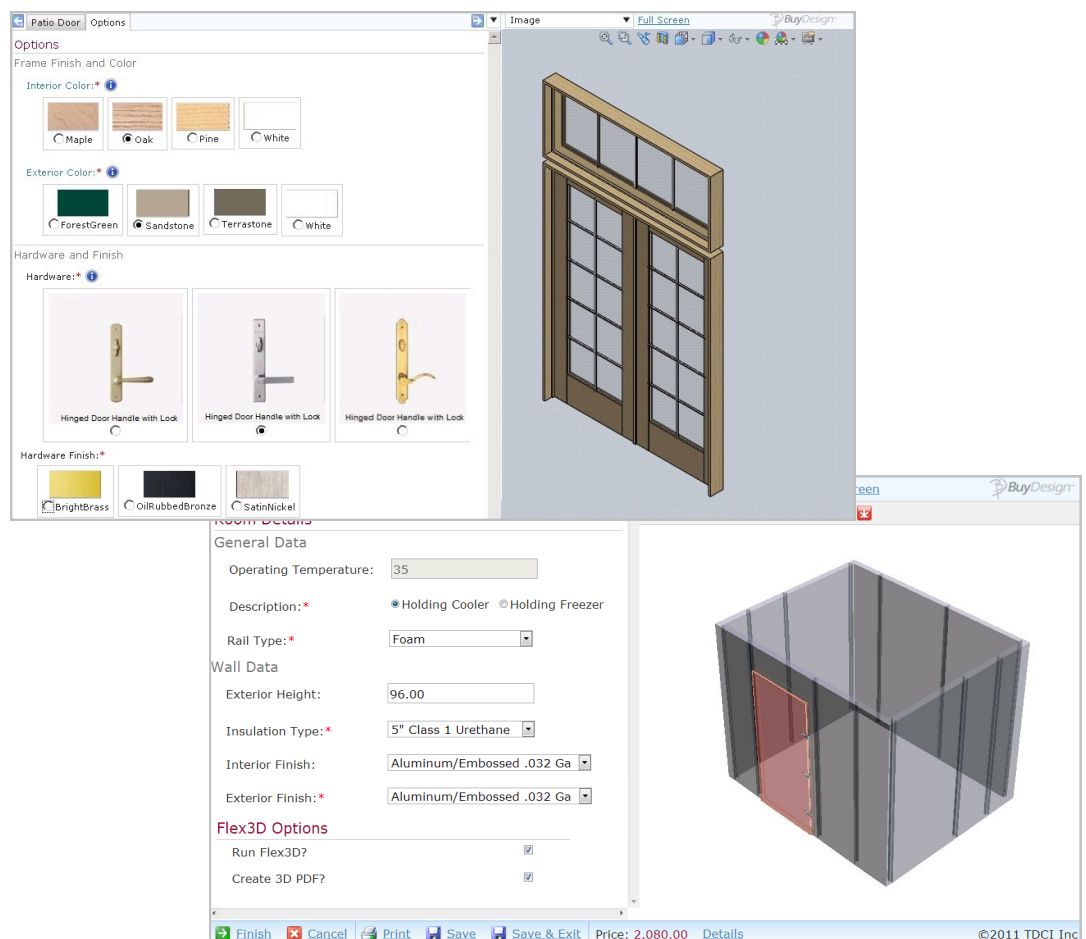 Patio Door Options
Image Full Screen BuyDesign
Options
Frame Finish and Color
Interior Color:*
Maple Oak Pine White
Exterior Color:*
ForestGreen Sandstone Terrastone White
Hardware and Finish
Hardware:*
Hinged Door Handle with Lock Hinged Door Handle with Lock Hinged Door Handle with Lock
Hardware Finish:*
BrightBrass OilRubbedBronze SatinNickel
reen BuyDesign
Room Details
General Data
Operating Temperature: 35
Description:* Holding Cooler Holding Freezer
Rail Type:* Foam
Wall Data
Exterior Height: 96.00
Insulation Type:* 5" Class 1 Urethane
Interior Finish: Aluminum/Embossed .032 Ga
Exterior Finish:* Aluminum/Embossed .032 Ga
Flex3D Options
Run Flex3D?
Create 3D PDF?
Finish Cancel Print Save Save & Exit Price: 2,080.00 Details ©2011 TDCI Inc